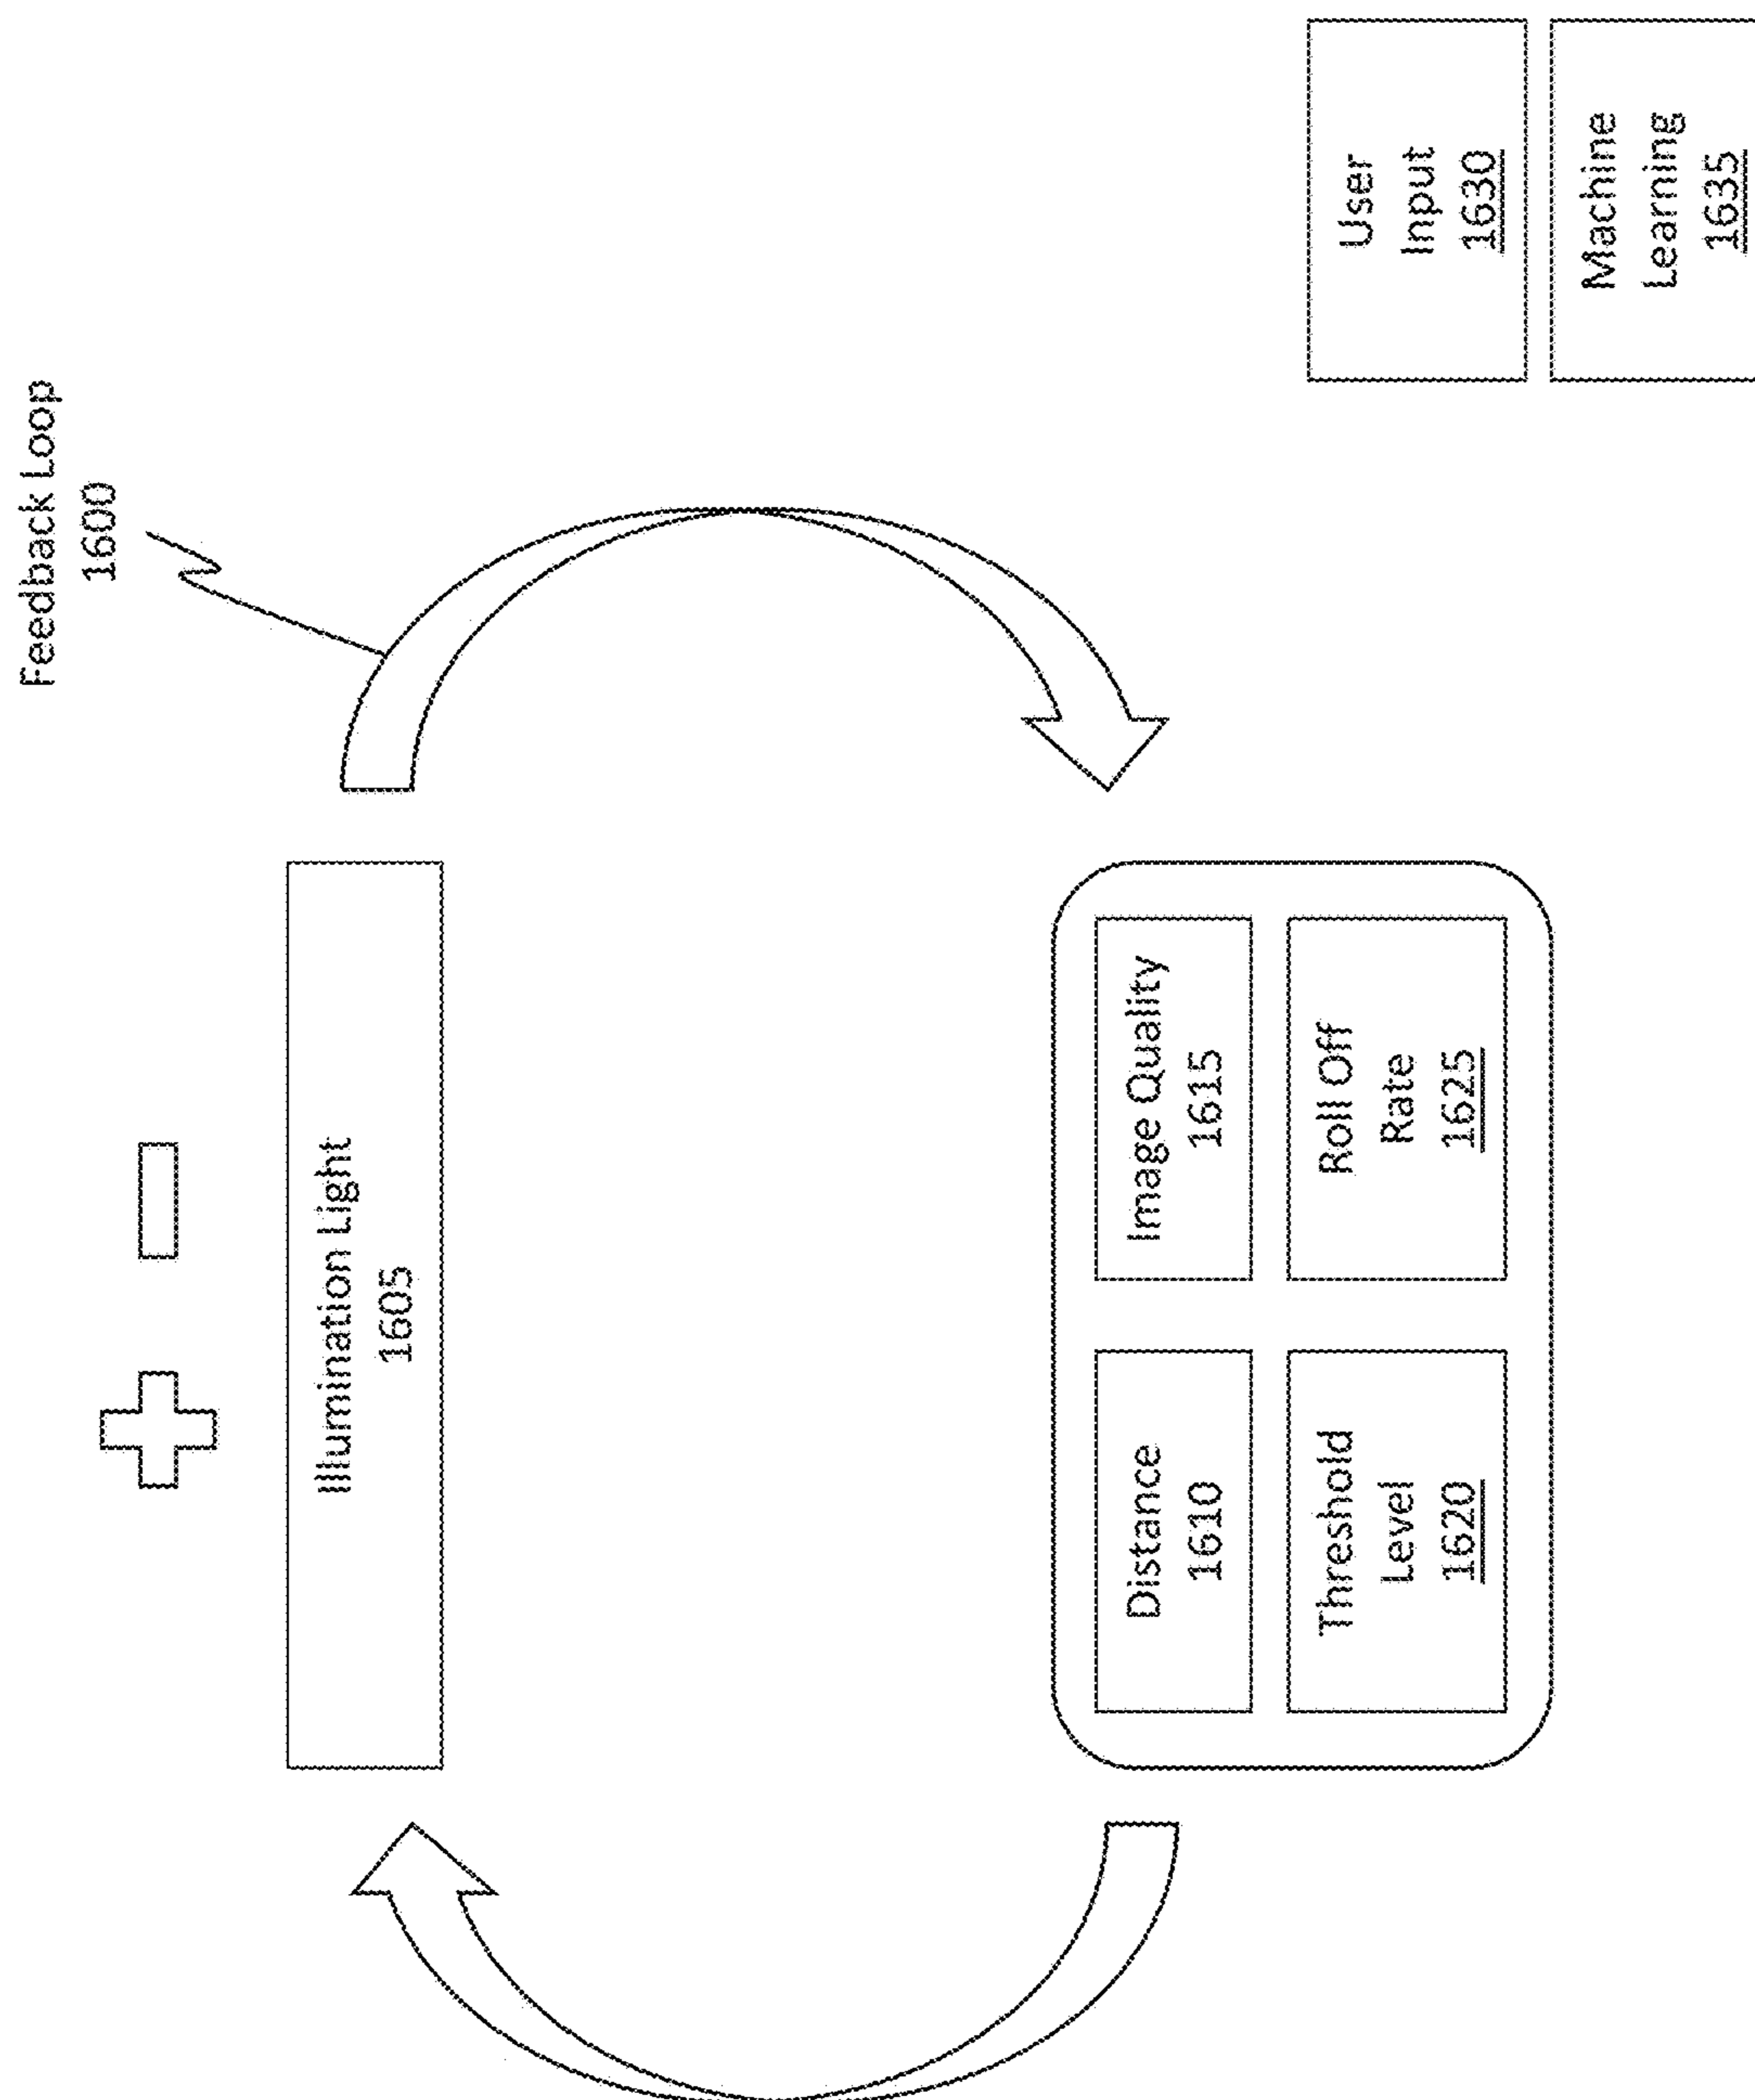 Feedback Loop
1600
Illumination Light
1605
Distance
1610
Image Quality
1615
Threshold
Level
1620
Roll Off
Rate
1625
User
Input
1630
Machine
Learning
1635